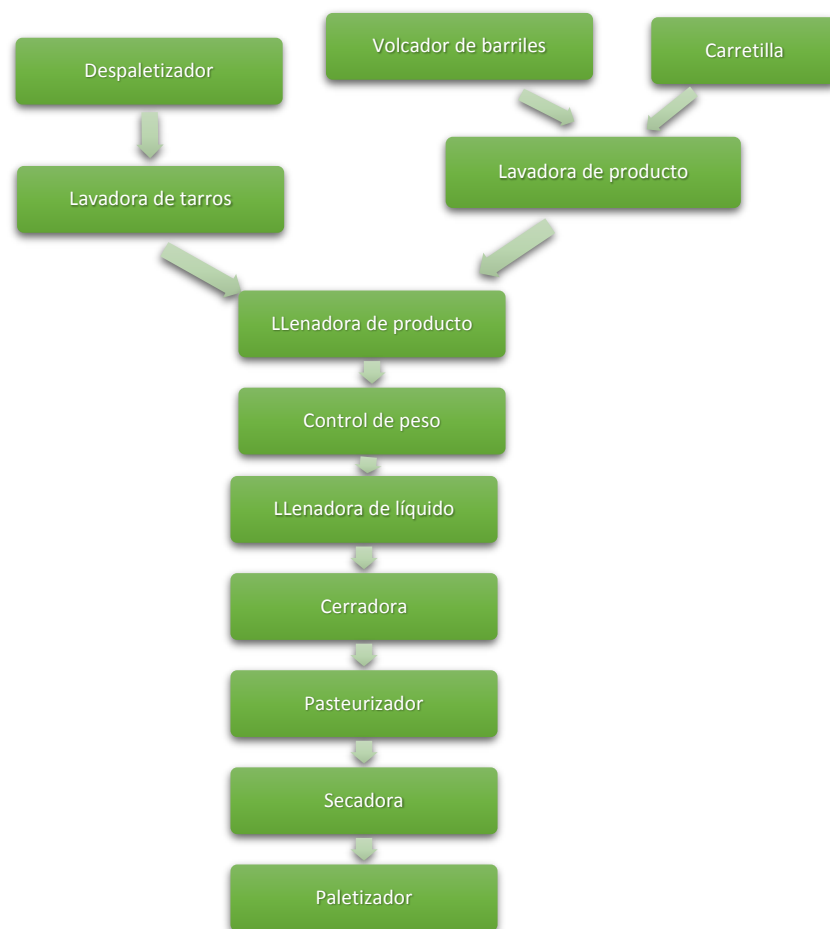 Volcador de barriles
Carretilla
Despaletizador
Lavadora de producto
Lavadora de tarros
LLenadora de producto
Control de peso
LLenadora de líquido
Cerradora
Pasteurizador
Secadora
Paletizador